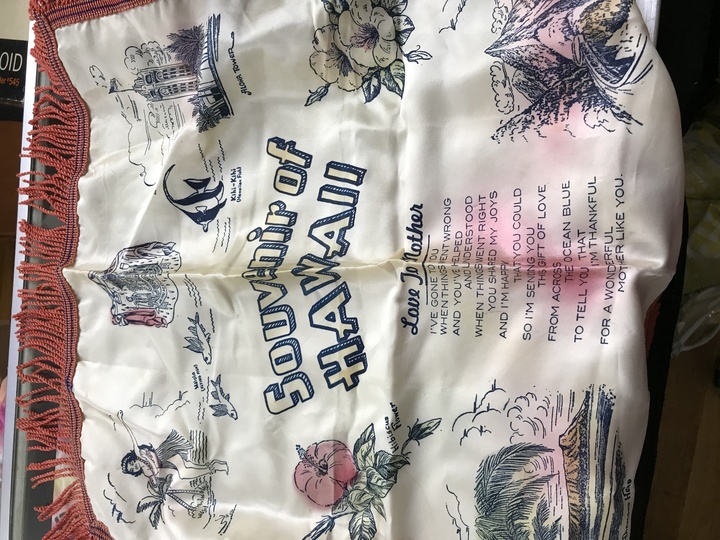 OID
$545
Aloha Tower
Kihi-Kihi
Souvenir of
HAWAII
Hibiscus
Flower
Love To Mother
I'VE GONE TO YOU
WHEN THINGS WENT WRONG
AND YOU'VE HELPED
AND UNDERSTOOD
WHEN THINGS WENT RIGHT
YOU SHARED MY JOYS
AND I'M HAPPY THAT YOU COULD
SO I'M SENDING YOU
THIS GIFT OF LOVE
FROM ACROSS THE OCEAN BLUE
TO TELL YOU THAT
I'M THANKFUL
FOR A WONDERFUL
MOTHER LIKE YOU.